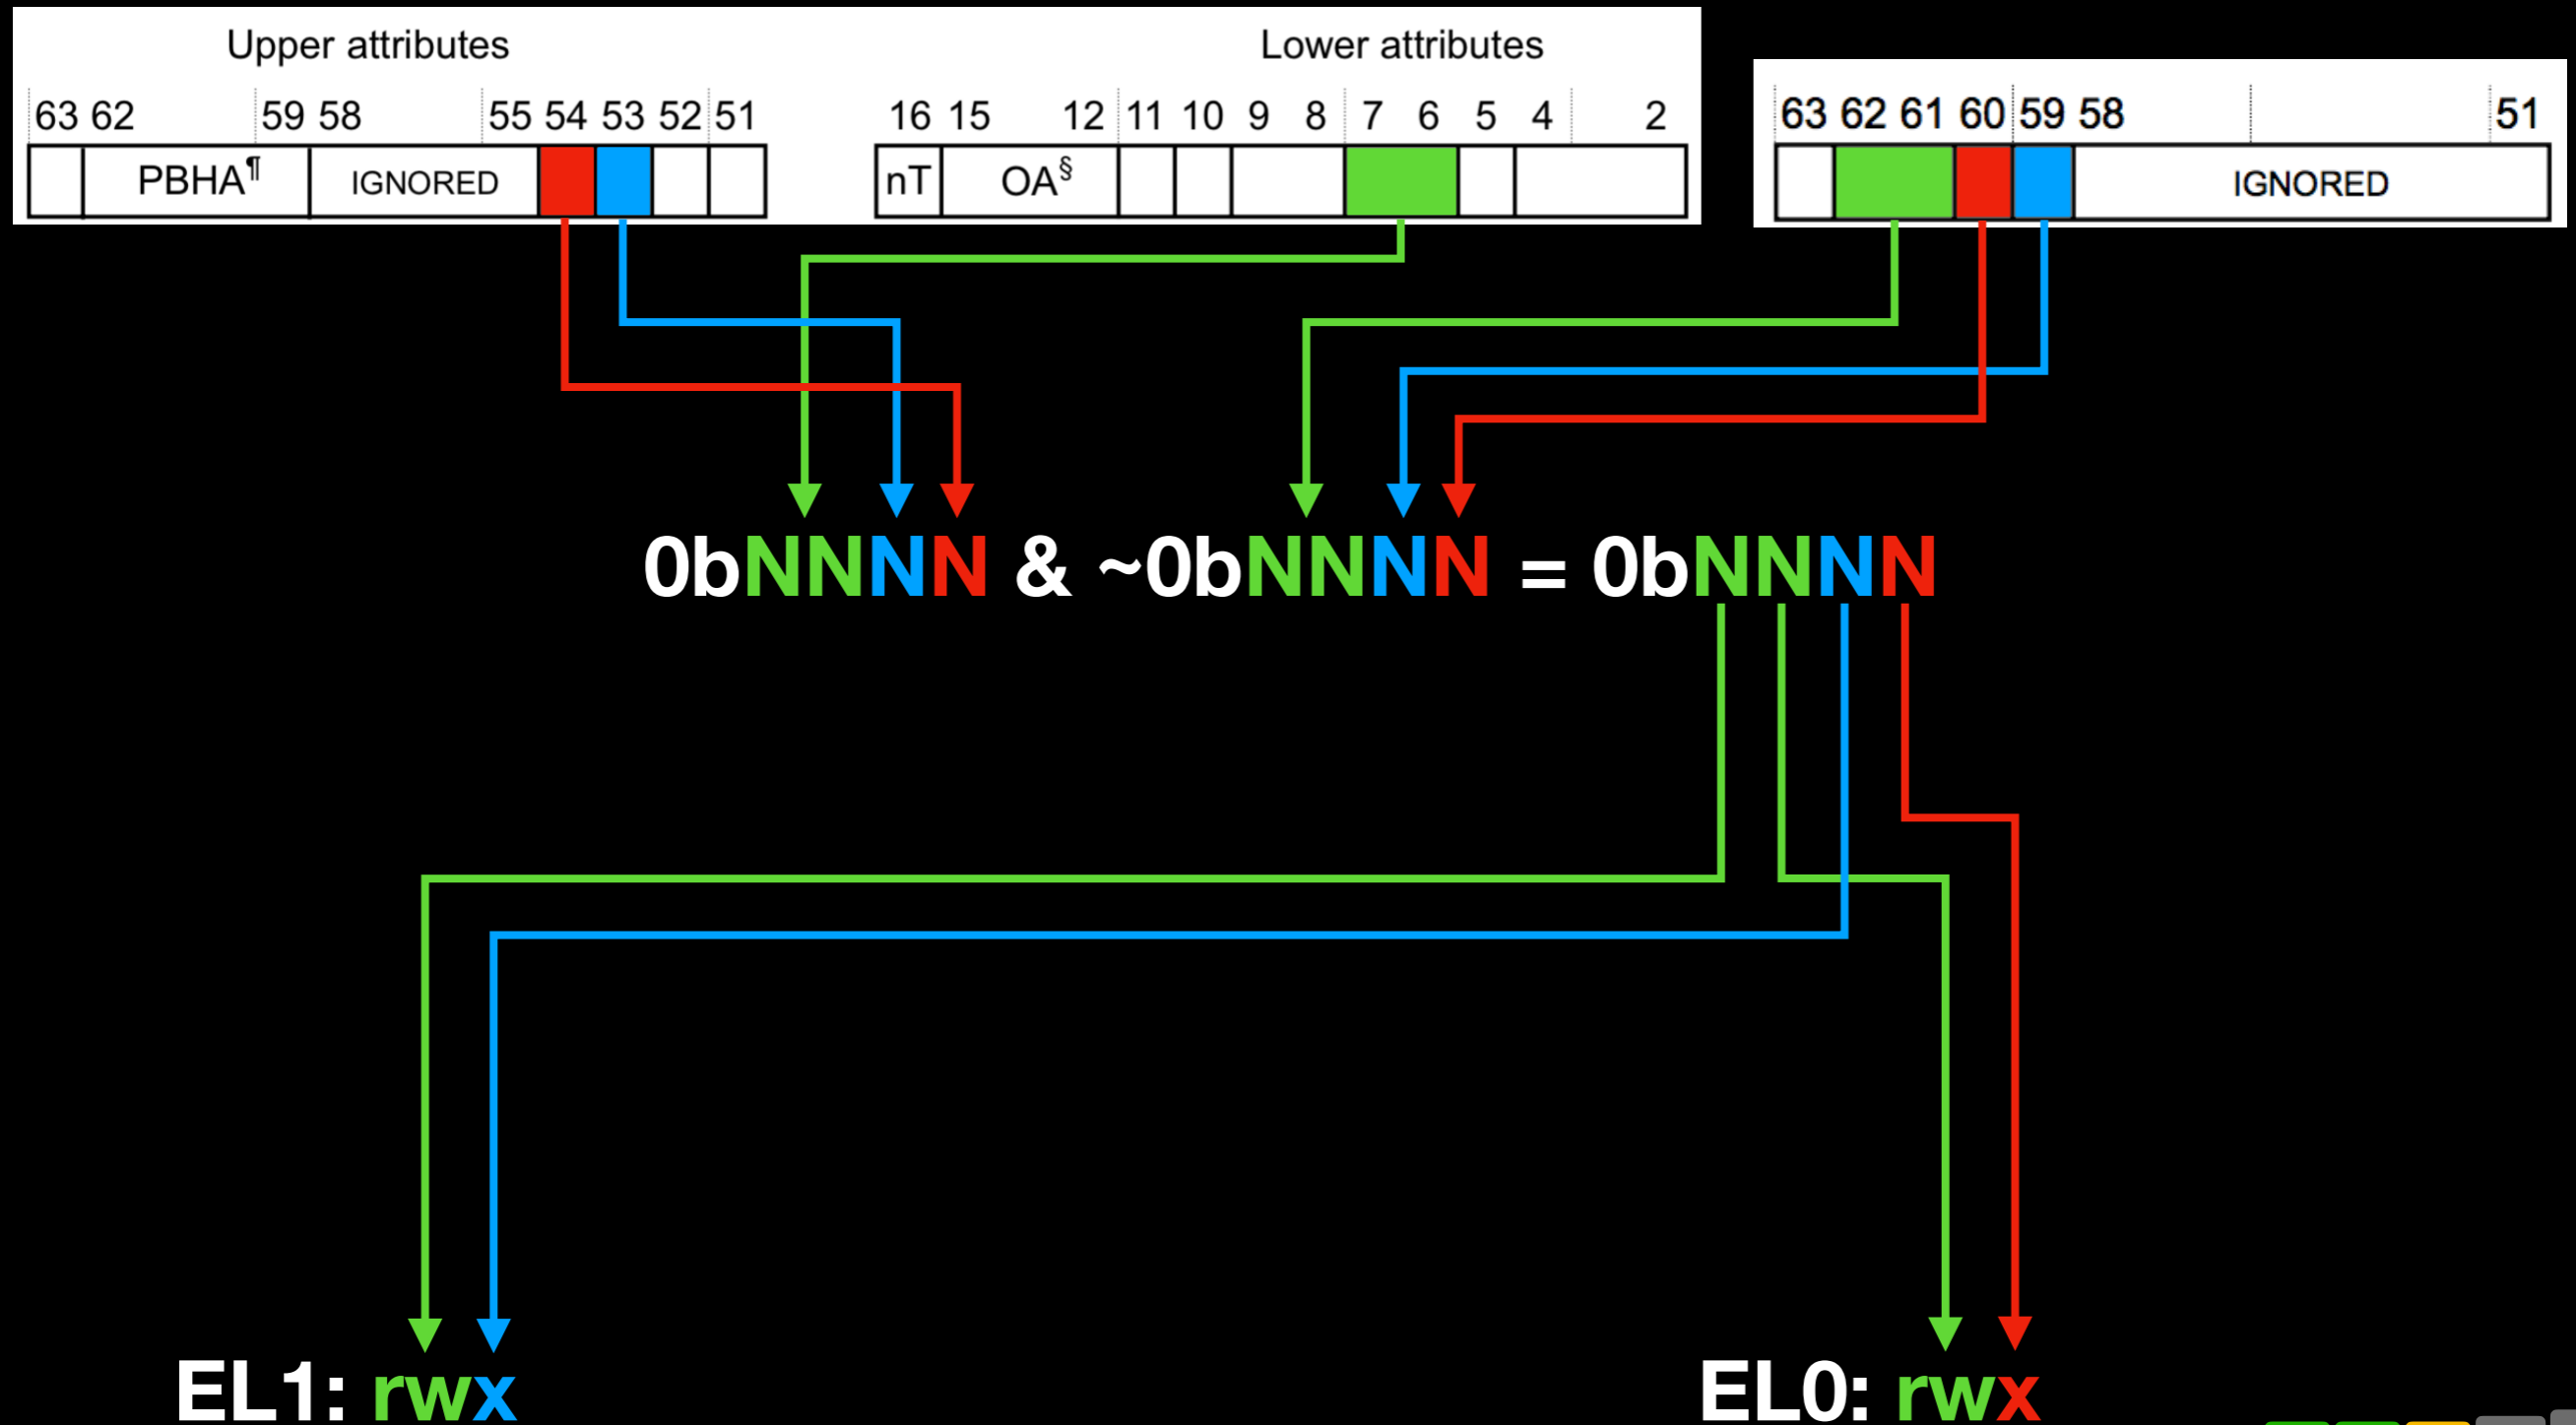 Upper attributes
63 62 59 58 55 54 53 52 51
PBHA¶ IGNORED
Lower attributes
16 15 12 11 10 9 8 7 6 5 4 2
nT OA§
63 62 61 60 59 58 51
IGNORED
0bNNNN & ~0bNNNN = 0bNNNN
EL1: rwx
EL0: rwx